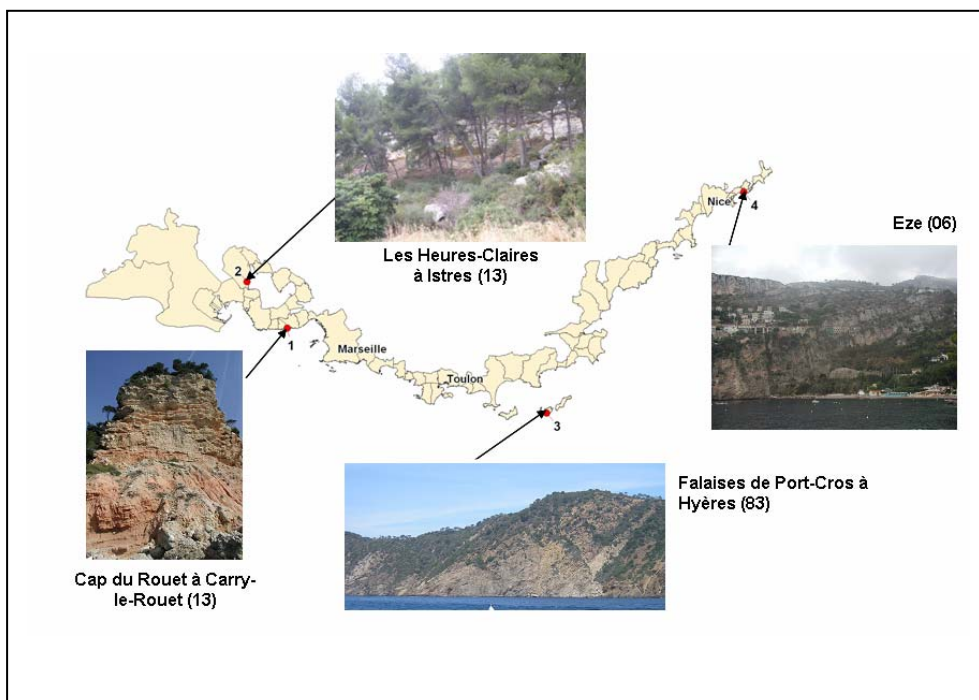 Les Heures-Claires
à Istres (13)
Nice
4
Eze (06)
2
1
Marseille
Toulon
3
Cap du Rouet à Carry-
le-Rouet (13)
Falaises de Port-Cros à
Hyères (83)